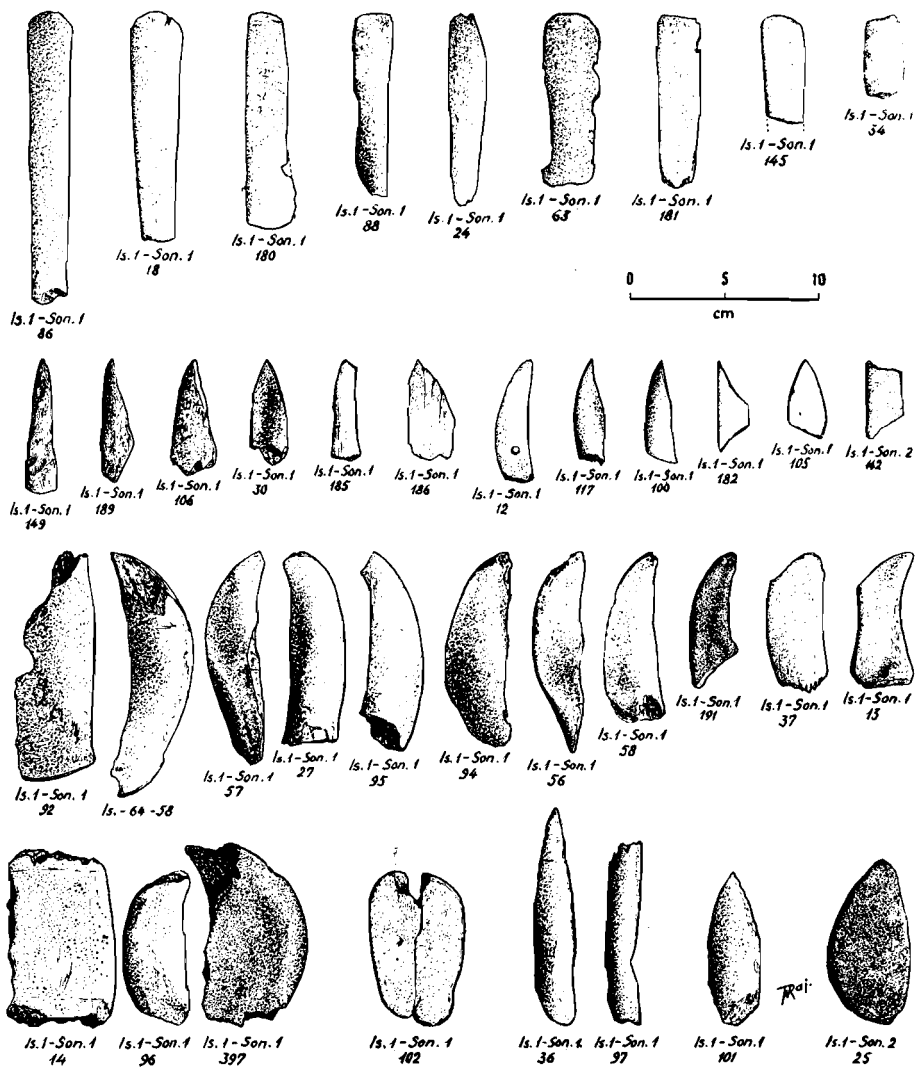 Is.1-Son.1
86
Is.1-Son.1
18
Is.1-Son.1
180
Is.1-Son.1
88
Is.1-Son.1
24
Is.1-Son.1
63
Is.1-Son.1
181
Is.1-Son.1
145
Is.1-Son.1
34
0 5 10
cm
Is.1-Son.1
149
Is.1-Son.1
189
Is.1-Son.1
106
Is.1-Son.1
30
Is.1-Son.1
185
Is.1-Son.1
186
Is.1-Son.1
12
Is.1-Son.1
117
Is.1-Son.1
100
Is.1-Son.1
182
Is.1-Son.1
105
Is.1-Son.2
Is.1-Son.1
92
Is.-64-58
Is.1-Son.1
57
Is.1-Son.1
27
Is.1-Son.1
95
Is.1-Son.1
94
Is.1-Son.1
56
Is.1-Son.1
58
Is.1-Son.1
191
Is.1-Son.1
37
Is.1-Son.1
Is.1-Son.1
14
Is.1-Son.1
96
Is.1-Son.1
397
Is.1-Son.1
102
Is.1-Son.1.
36
Is.1-Son.1
97
Is.1-Son.1
101
Is.1-Son.2
25